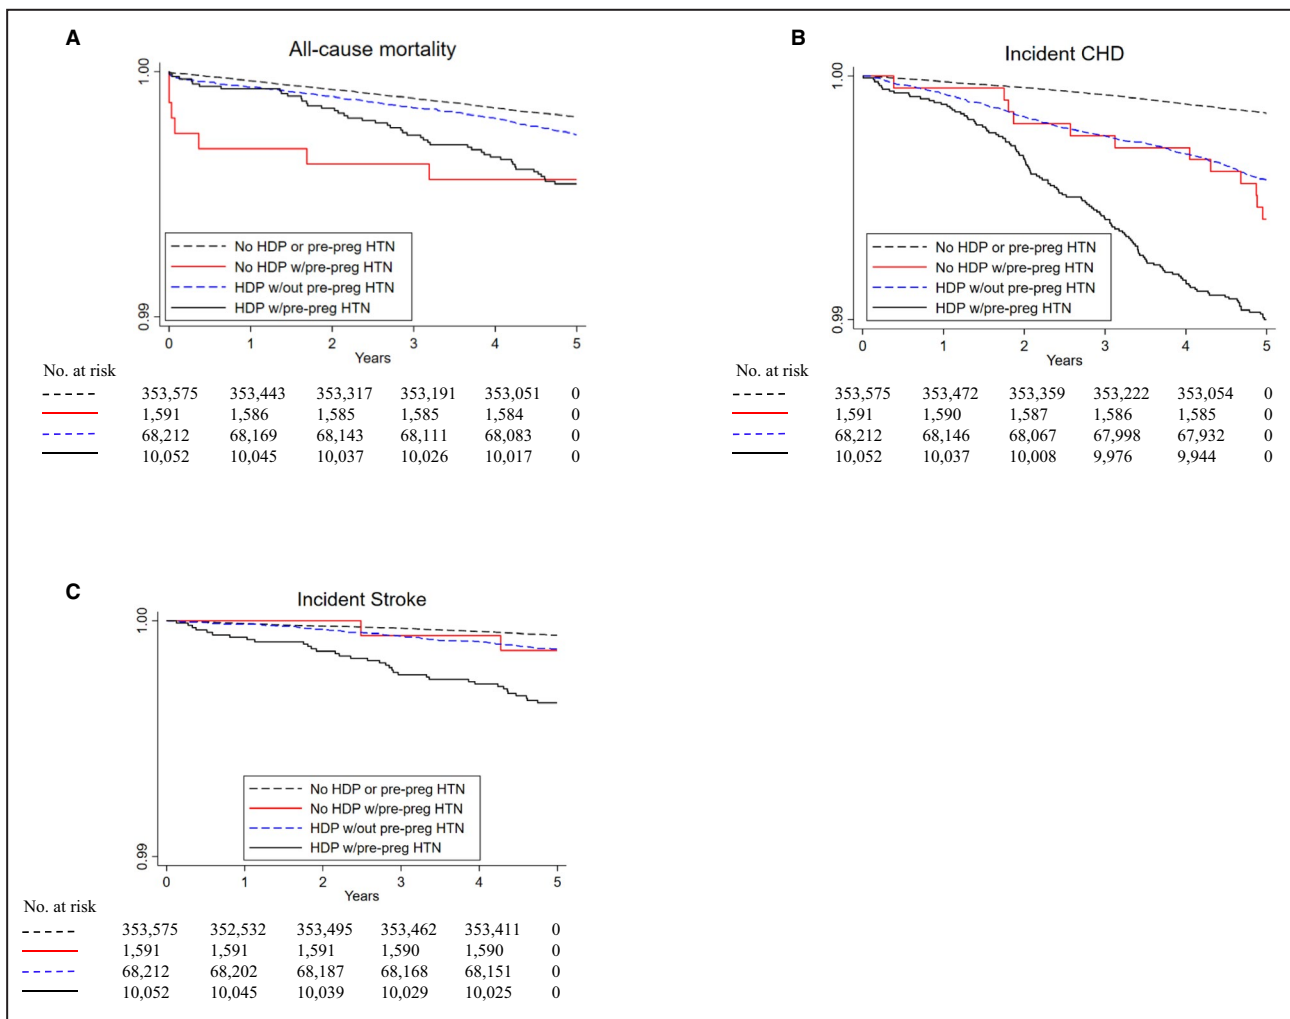 A
All-cause mortality
1.00
0.99
No HDP or pre-preg HTN
No HDP w/pre-preg HTN
HDP w/out pre-preg HTN
HDP w/pre-preg HTN
0 1 2 3 4 5
Years
No. at risk
353,575 353,443 353,317 353,191 353,051 0
1,591 1,586 1,585 1,585 1,584 0
68,212 68,169 68,143 68,111 68,083 0
10,052 10,045 10,037 10,026 10,017 0
B
Incident CHD
1.00
0.99
No HDP or pre-preg HTN
No HDP w/pre-preg HTN
HDP w/out pre-preg HTN
HDP w/pre-preg HTN
0 1 2 3 4 5
Years
No. at risk
353,575 353,472 353,359 353,222 353,054 0
1,591 1,590 1,587 1,586 1,585 0
68,212 68,146 68,067 67,998 67,932 0
10,052 10,037 10,008 9,976 9,944 0
C
Incident Stroke
1.00
0.99
No HDP or pre-preg HTN
No HDP w/pre-preg HTN
HDP w/out pre-preg HTN
HDP w/pre-preg HTN
0 1 2 3 4 5
Years
No. at risk
353,575 352,532 353,495 353,462 353,411 0
1,591 1,591 1,591 1,590 1,590 0
68,212 68,202 68,187 68,168 68,151 0
10,052 10,045 10,039 10,029 10,025 0